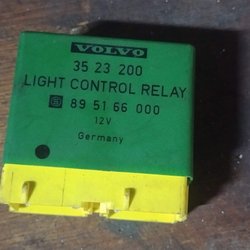 VOLVO
35 23 200
LIGHT CONTROL RELAY
89 51 66 000
12V
Germany